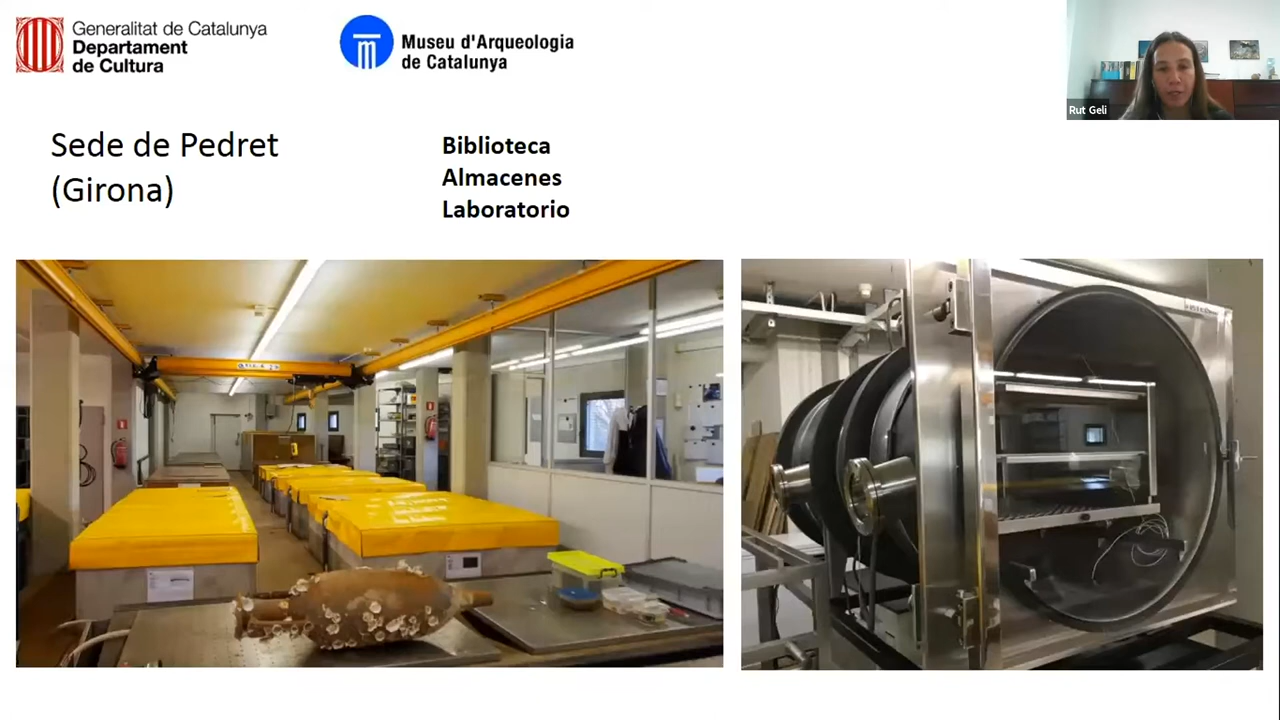 Generalitat de Catalunya
Departament
de Cultura
Museu d'Arqueologia
de Catalunya
Rut Geli
Sede de Pedret
(Girona)
Biblioteca
Almacenes
Laboratorio